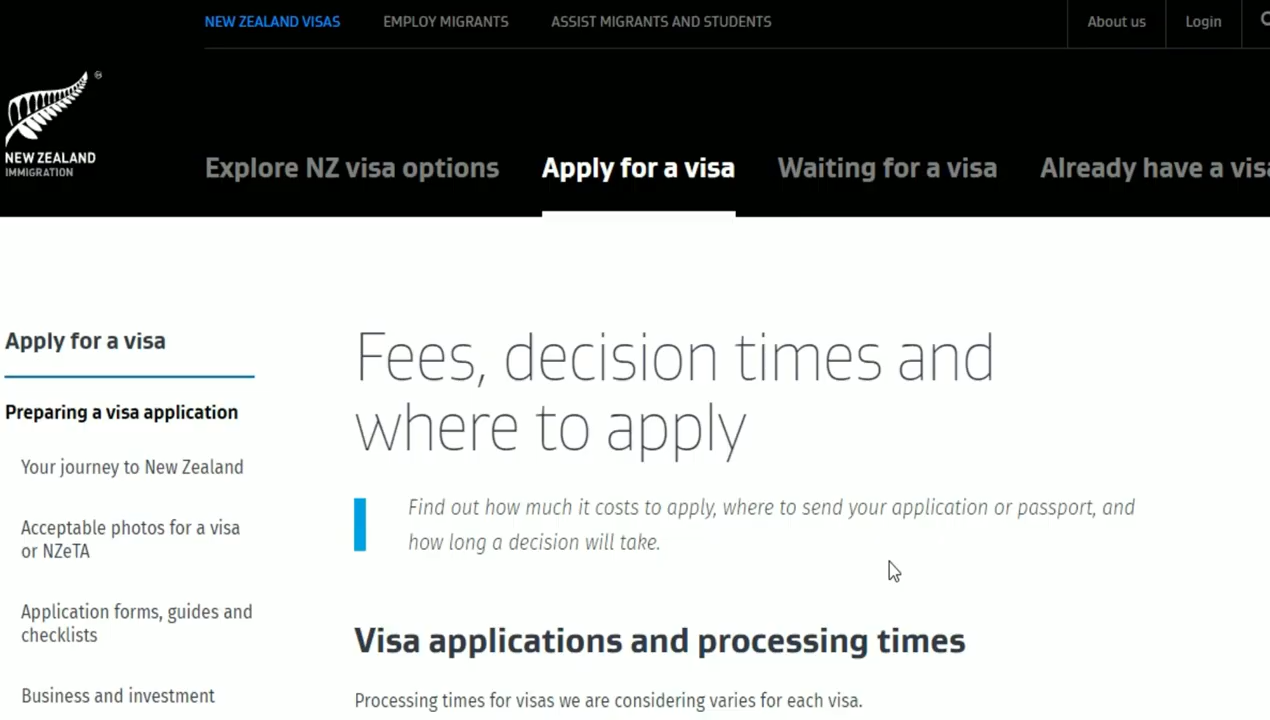 NEW ZEALAND VISAS
EMPLOY MIGRANTS
ASSIST MIGRANTS AND STUDENTS
About us
Login
NEW ZEALAND
IMMIGRATION
Explore NZ visa options
Apply for a visa
Waiting for a visa
Already have a visa
Apply for a visa
Preparing a visa application
Your journey to New Zealand
Acceptable photos for a visa
or NZeTA
Application forms, guides and
checklists
Business and investment
Fees, decision times and
where to apply
Find out how much it costs to apply, where to send your application or passport, and
how long a decision will take.
Visa applications and processing times
Processing times for visas we are considering varies for each visa.